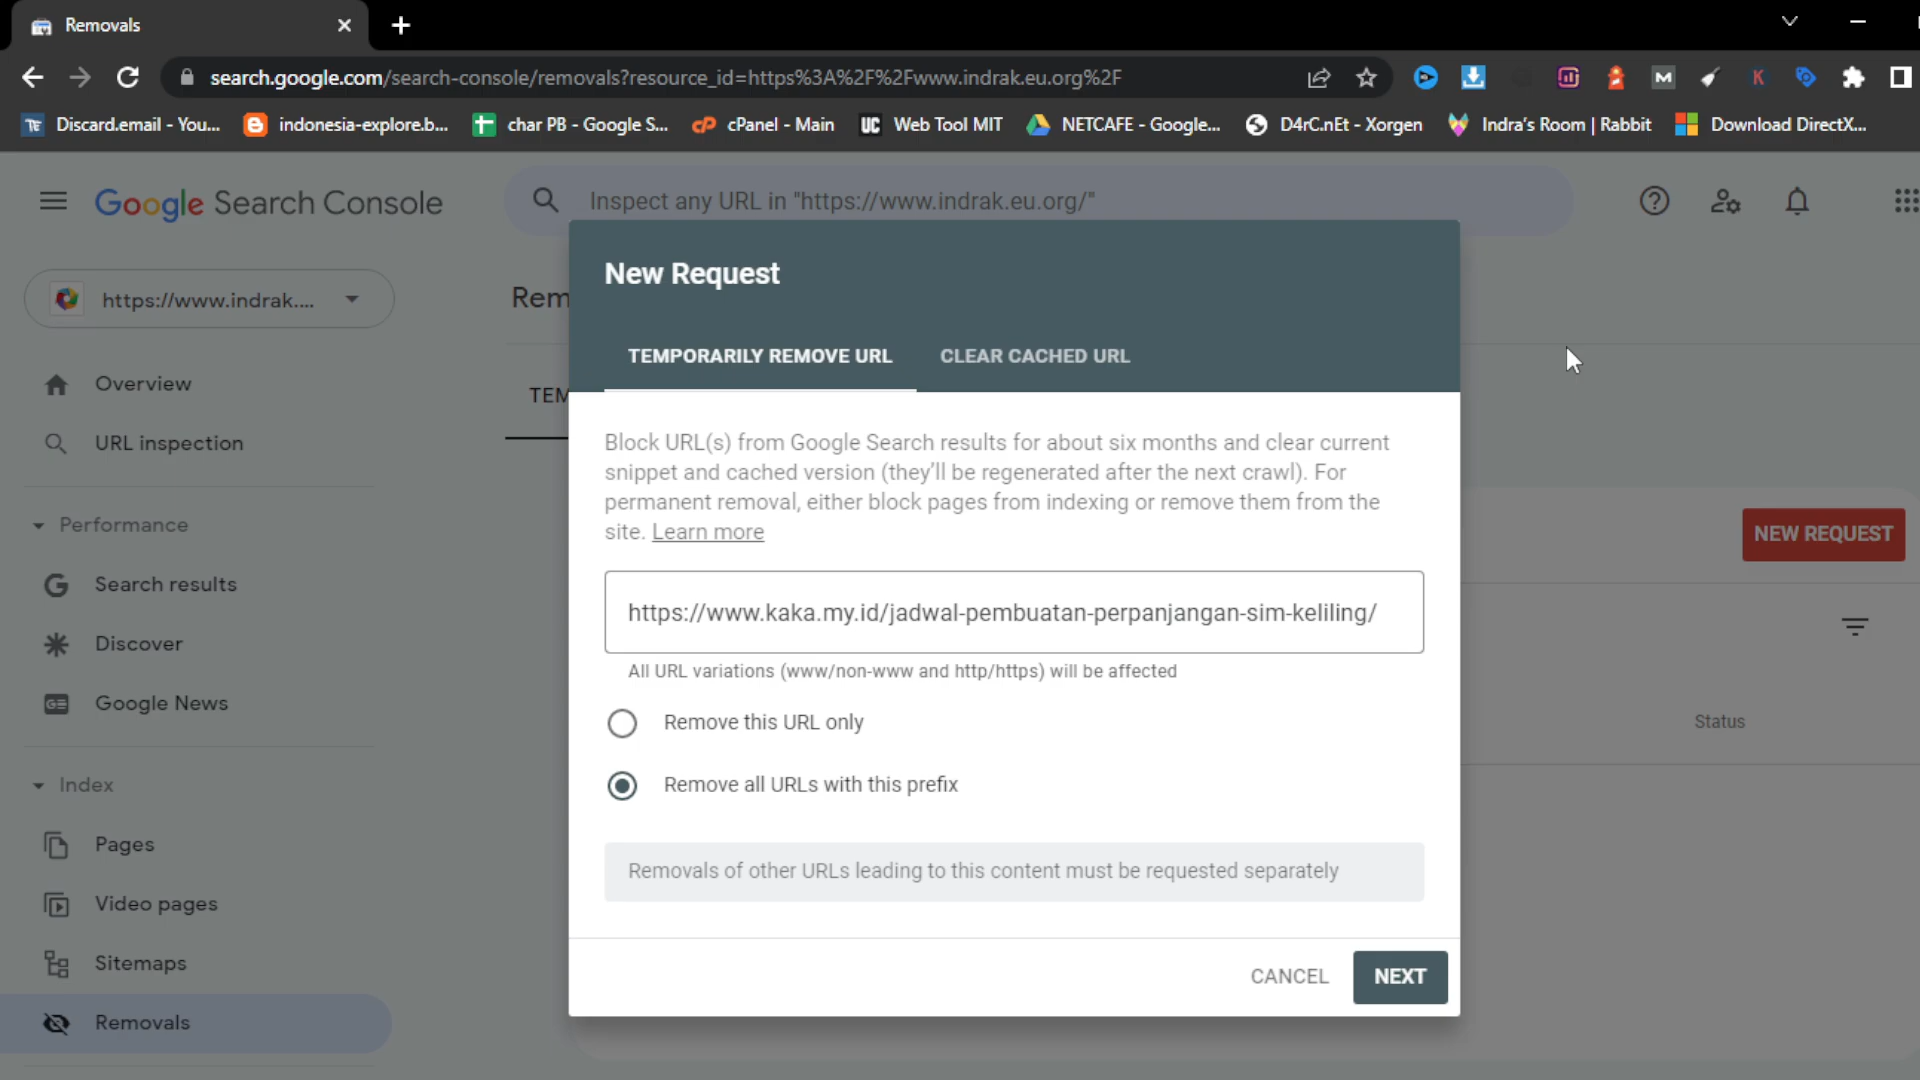 Removals
search.google.com/search-console/removals?resource_id=https%3A%2F%2Fwww.indrak.eu.org%2F
Discard.email - You... indonesia-explore.b... char PB - Google S... cP cPanel - Main UC Web Tool MIT NETCAFE - Google... D4rC.nEt - Xorgen Indra's Room | Rabbit Download DirectX...
Google Search Console
Inspect any URL in "https://www.indrak.eu.org/"
https://www.indrak....
Overview
URL inspection
Performance
Search results
Discover
Google News
Index
Pages
Video pages
Sitemaps
Removals
Rem
TEM
NEW REQUEST
Status
New Request
TEMPORARILY REMOVE URL CLEAR CACHED URL
Block URL(s) from Google Search results for about six months and clear current
snippet and cached version (they'll be regenerated after the next crawl). For
permanent removal, either block pages from indexing or remove them from the
site. Learn more
https://www.kaka.my.id/jadwal-pembuatan-perpanjangan-sim-keliling/
All URL variations (www/non-www and http/https) will be affected
Remove this URL only
Remove all URLs with this prefix
Removals of other URLs leading to this content must be requested separately
CANCEL NEXT